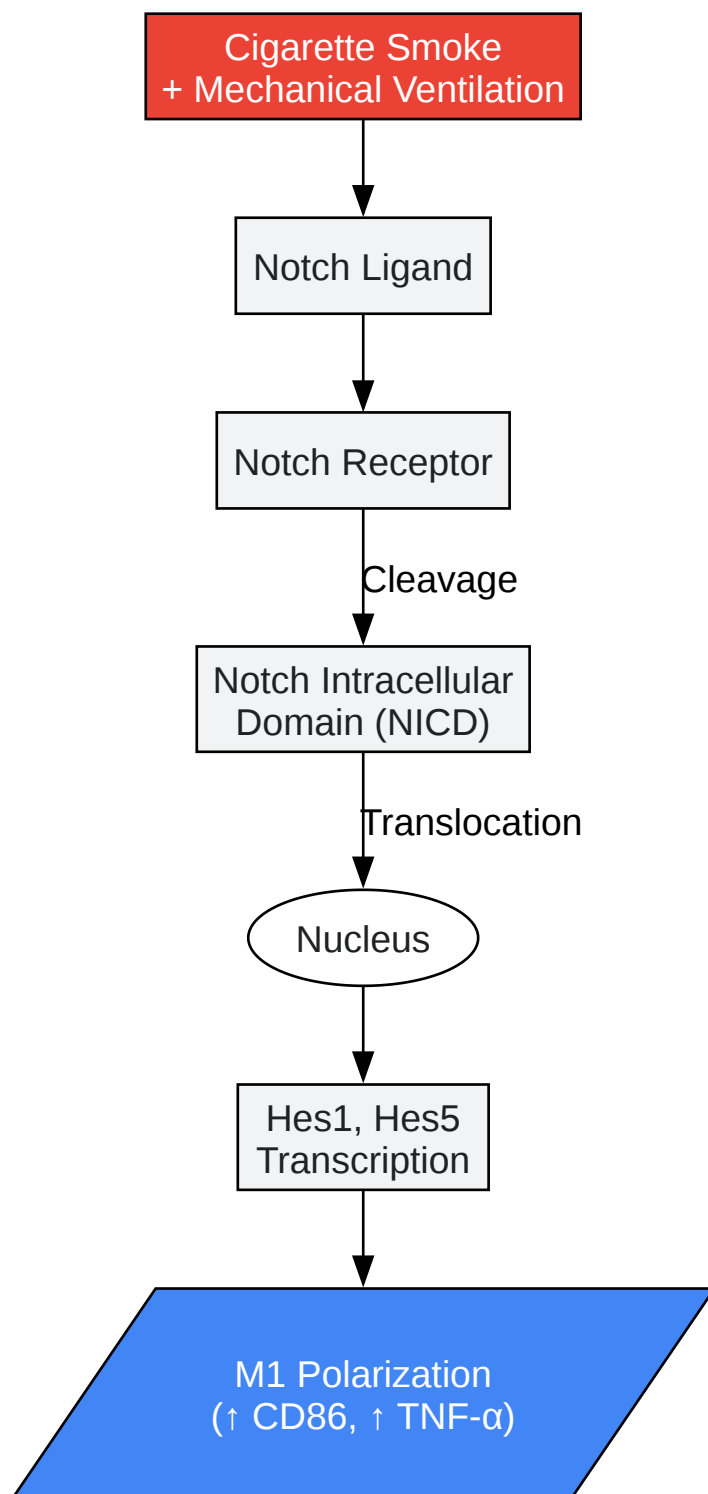 Cigarette Smoke
+ Mechanical Ventilation
Notch Ligand
Notch Receptor
Cleavage
Notch Intracellular
Domain (NICD)
Translocation
Nucleus
Hes1, Hes5
Transcription
M1 Polarization
(↑ CD86, ↑ TNF-α)